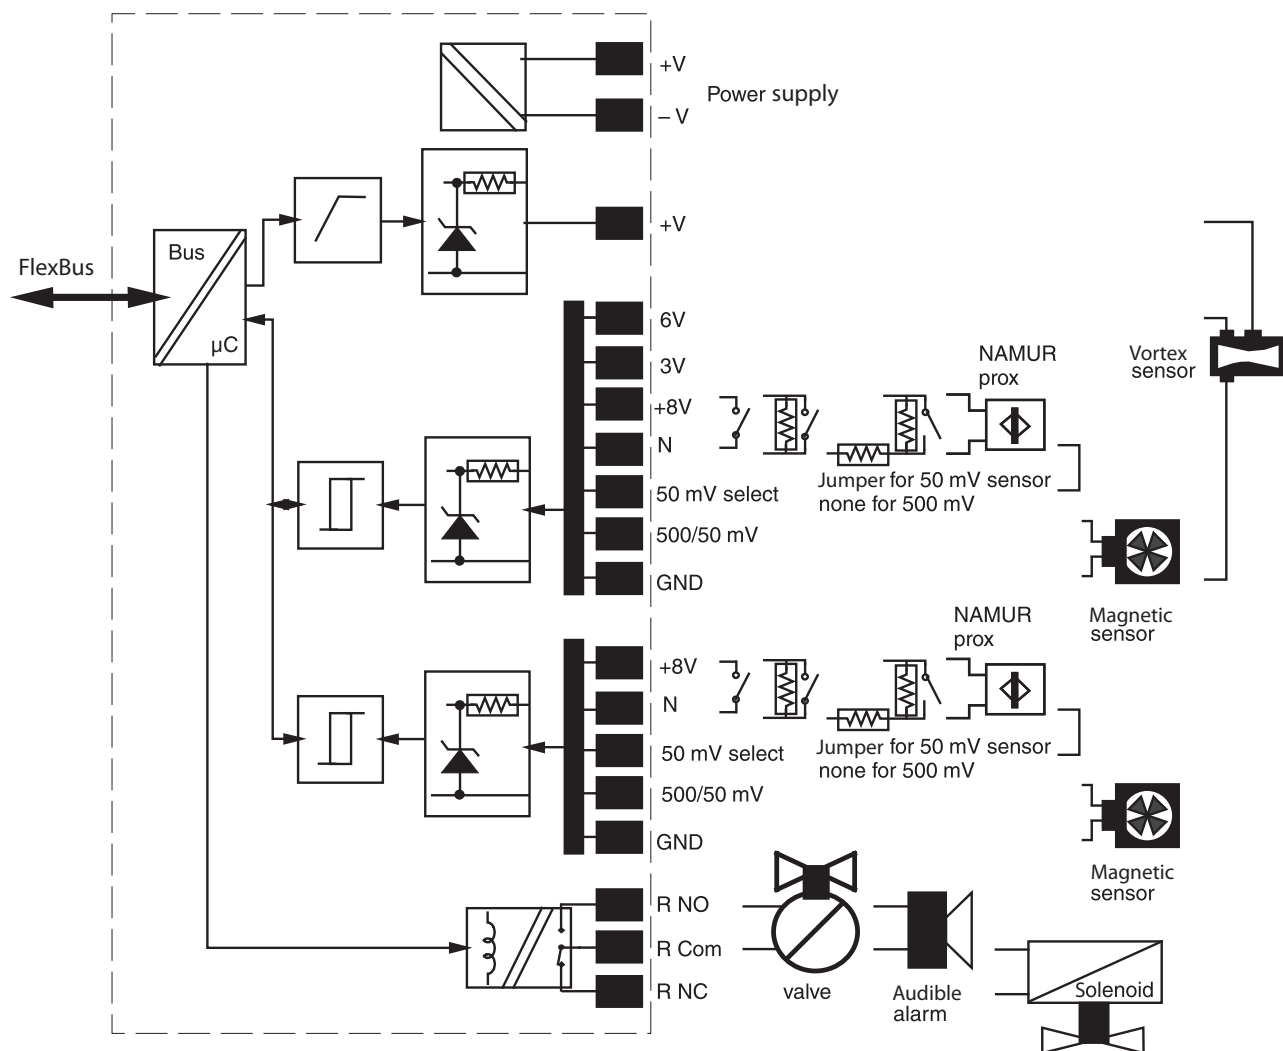 +V
Power supply
– V
+V
Bus
FlexBus
µC
6V
3V
+8V
N
50 mV select
500/50 mV
GND
NAMUR
prox
Vortex
sensor
Jumper for 50 mV sensor
none for 500 mV
Magnetic
sensor
NAMUR
prox
+8V
N
50 mV select
500/50 mV
GND
Jumper for 50 mV sensor
none for 500 mV
Magnetic
sensor
R NO
R Com
R NC
valve
Audible
alarm
Solenoid